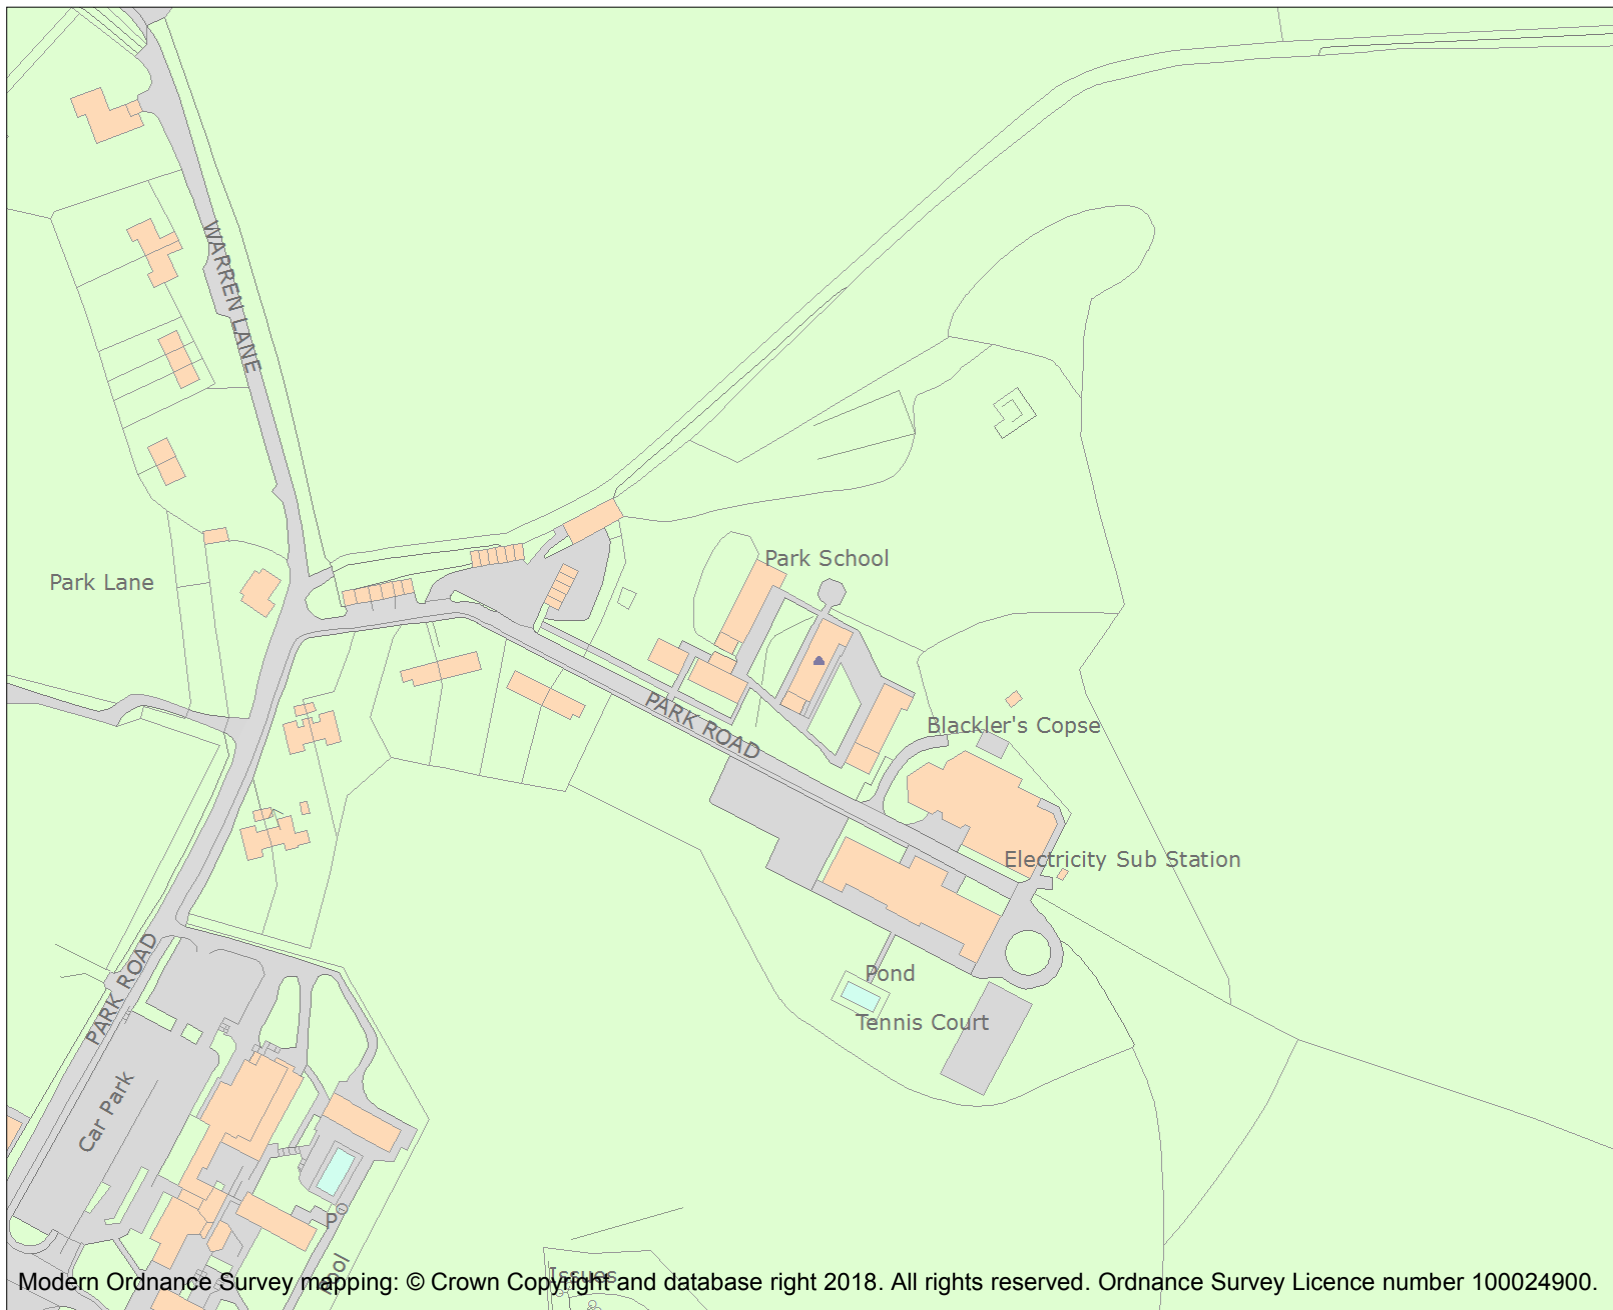 WARREN LANE
Park School
Park Lane
PARK ROAD
Blackler's Copse
Electricity Sub Station
PARK ROAD
Pond
Tennis Court
Car Park
P
Pool
Issues
Modern Ordnance Survey mapping: © Crown Copyright and database right 2018. All rights reserved. Ordnance Survey Licence number 100024900.